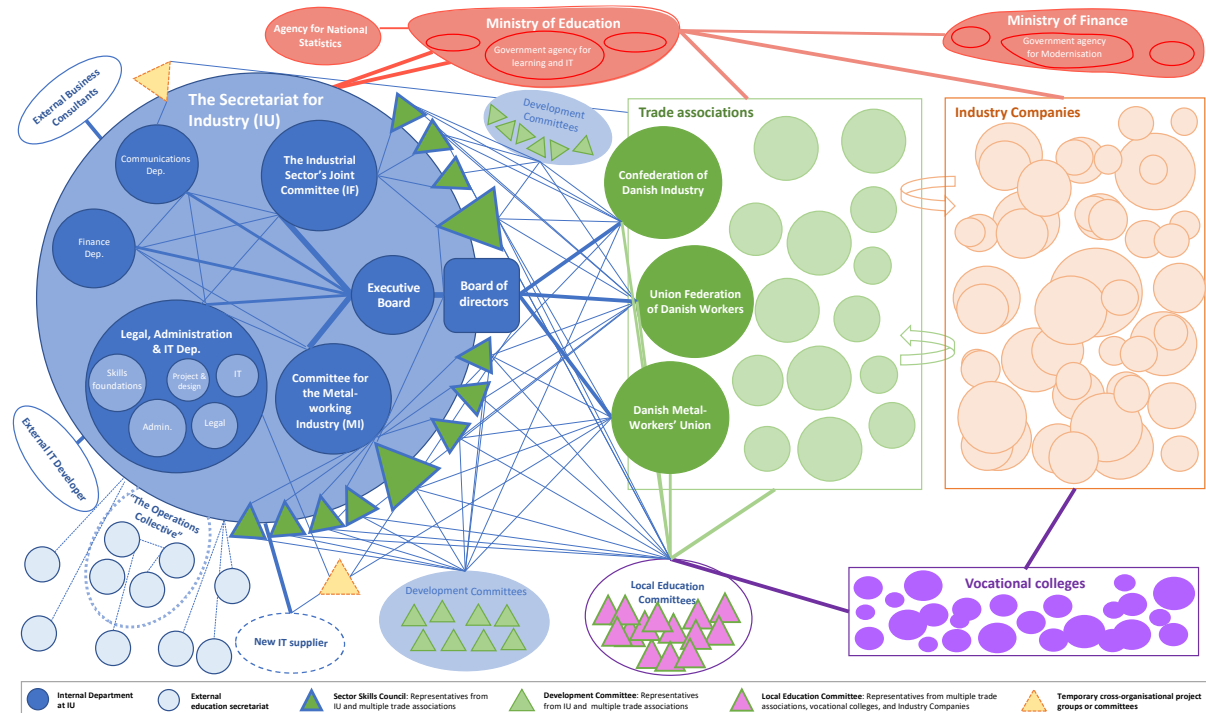 Agency for National
Statistics
Ministry of Education
Government agency for
learning and IT
Ministry of Finance
Government agency
for Modernisation
External Business
Consultants
The Secretariat for
Industry (IU)
Development
Committees
Trade associations
Industry Companies
Communications
Dep.
The Industrial
Sector's Joint
Committee (IF)
Confederation of
Danish Industry
Finance
Dep.
Executive
Board
Board of
directors
Union Federation
of Danish Workers
Legal, Administration
& IT Dep.
Skills
foundations
Project &
design
IT
Admin.
Legal
Committee for
the Metal-
working
Industry (MI)
Danish Metal-
Workers' Union
External IT Developer
"The Operations
Collective"
New IT supplier
Development Committees
Local Education
Committees
Vocational colleges
Internal Department
at IU
External
education secretariat
Sector Skills Council: Representatives from
IU and multiple trade associations
Development Committee: Representatives
from IU and multiple trade associations
Local Education Committee: Representatives from multiple trade
associations, vocational colleges, and Industry Companies
Temporary cross-organisational project
groups or committees